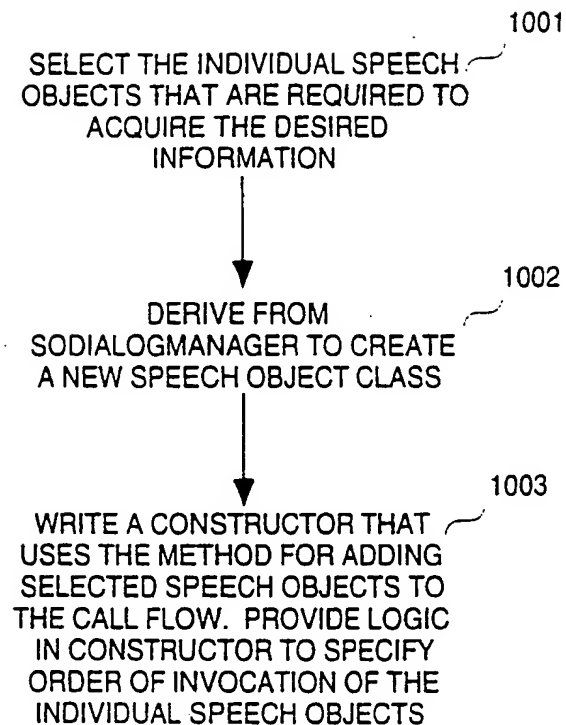 1001
SELECT THE INDIVIDUAL SPEECH
OBJECTS THAT ARE REQUIRED TO
ACQUIRE THE DESIRED
INFORMATION
1002
DERIVE FROM
SODIALOGMANAGER TO CREATE
A NEW SPEECH OBJECT CLASS
1003
WRITE A CONSTRUCTOR THAT
USES THE METHOD FOR ADDING
SELECTED SPEECH OBJECTS TO
THE CALL FLOW. PROVIDE LOGIC
IN CONSTRUCTOR TO SPECIFY
ORDER OF INVOCATION OF THE
INDIVIDUAL SPEECH OBJECTS